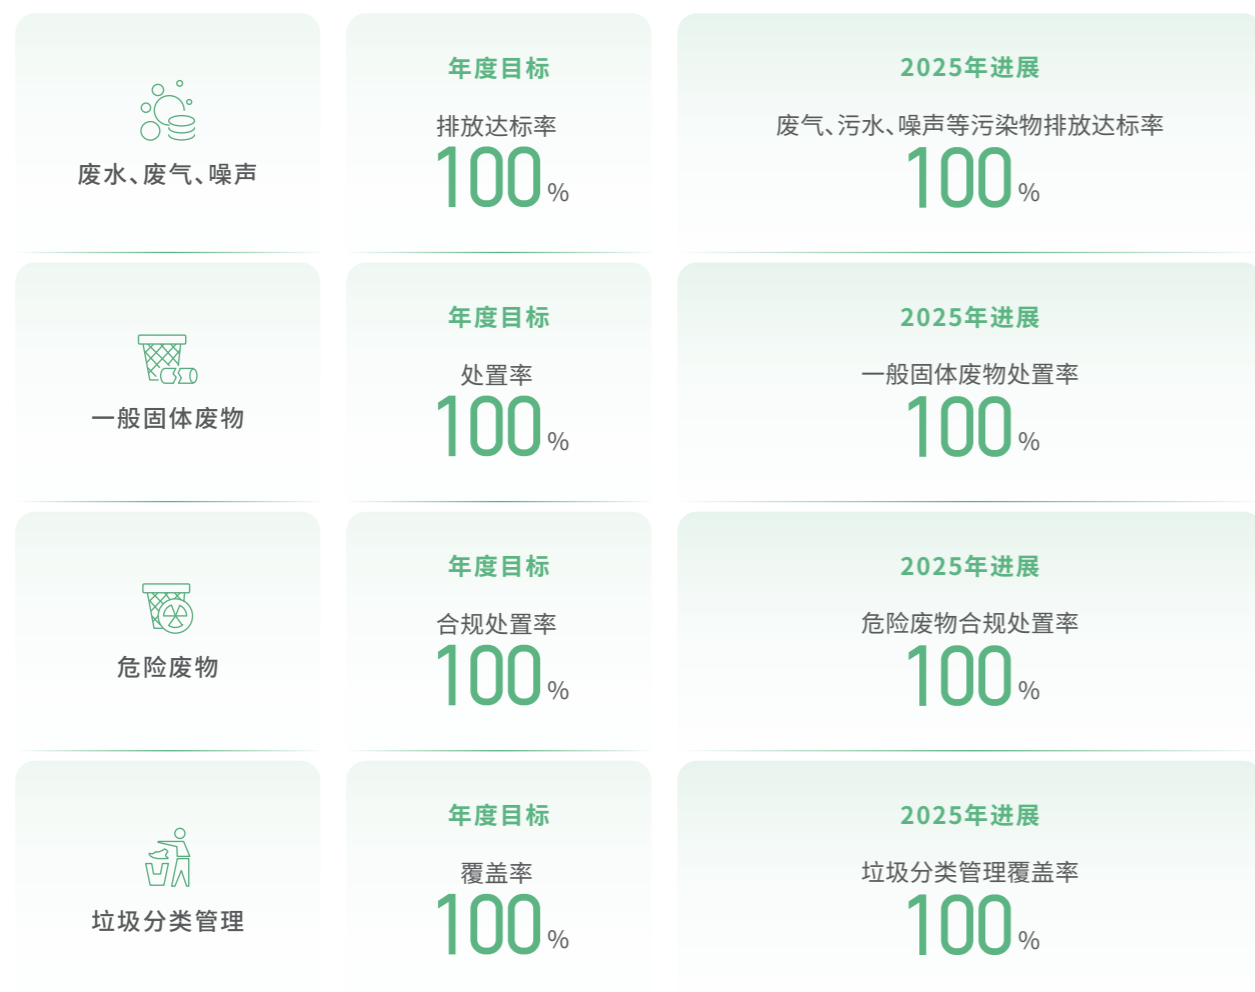 废水、废气、噪声
年度目标
排放达标率
100%
2025年进展
废气、污水、噪声等污染物排放达标率
100%
一般固体废物
年度目标
处置率
100%
2025年进展
一般固体废物处置率
100%
危险废物
年度目标
合规处置率
100%
2025年进展
危险废物合规处置率
100%
垃圾分类管理
年度目标
覆盖率
100%
2025年进展
垃圾分类管理覆盖率
100%